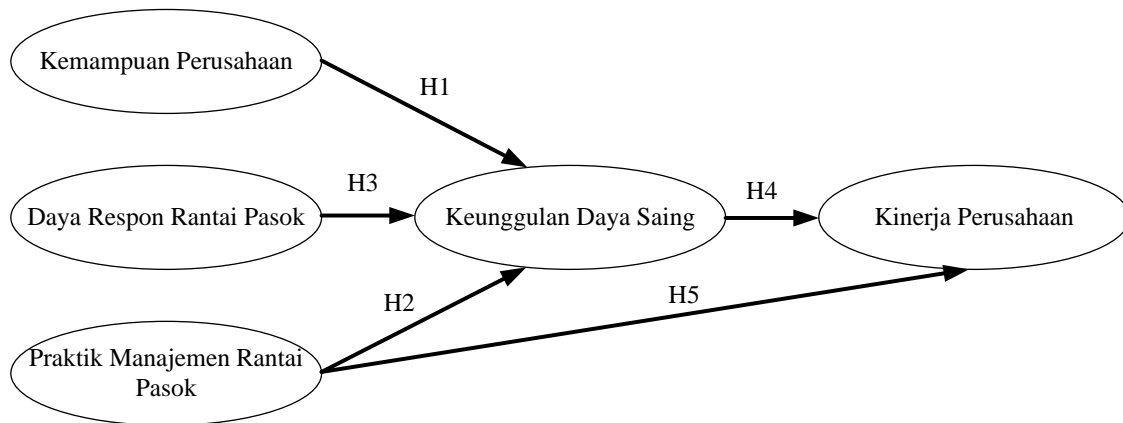 Kemampuan Perusahaan
H1
H3
H4
Daya Respon Rantai Pasok
Keunggulan Daya Saing
Kinerja Perusahaan
H2
H5
Praktik Manajemen Rantai
Pasok